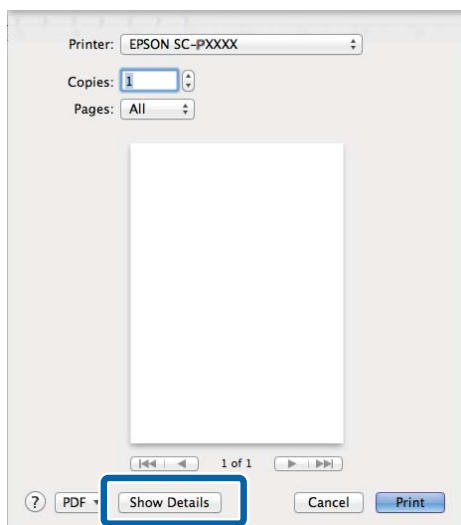 Printer: EPSON SC-PXXXX
Copies: 1
Pages: All
1 of 1
? PDF Show Details Cancel Print